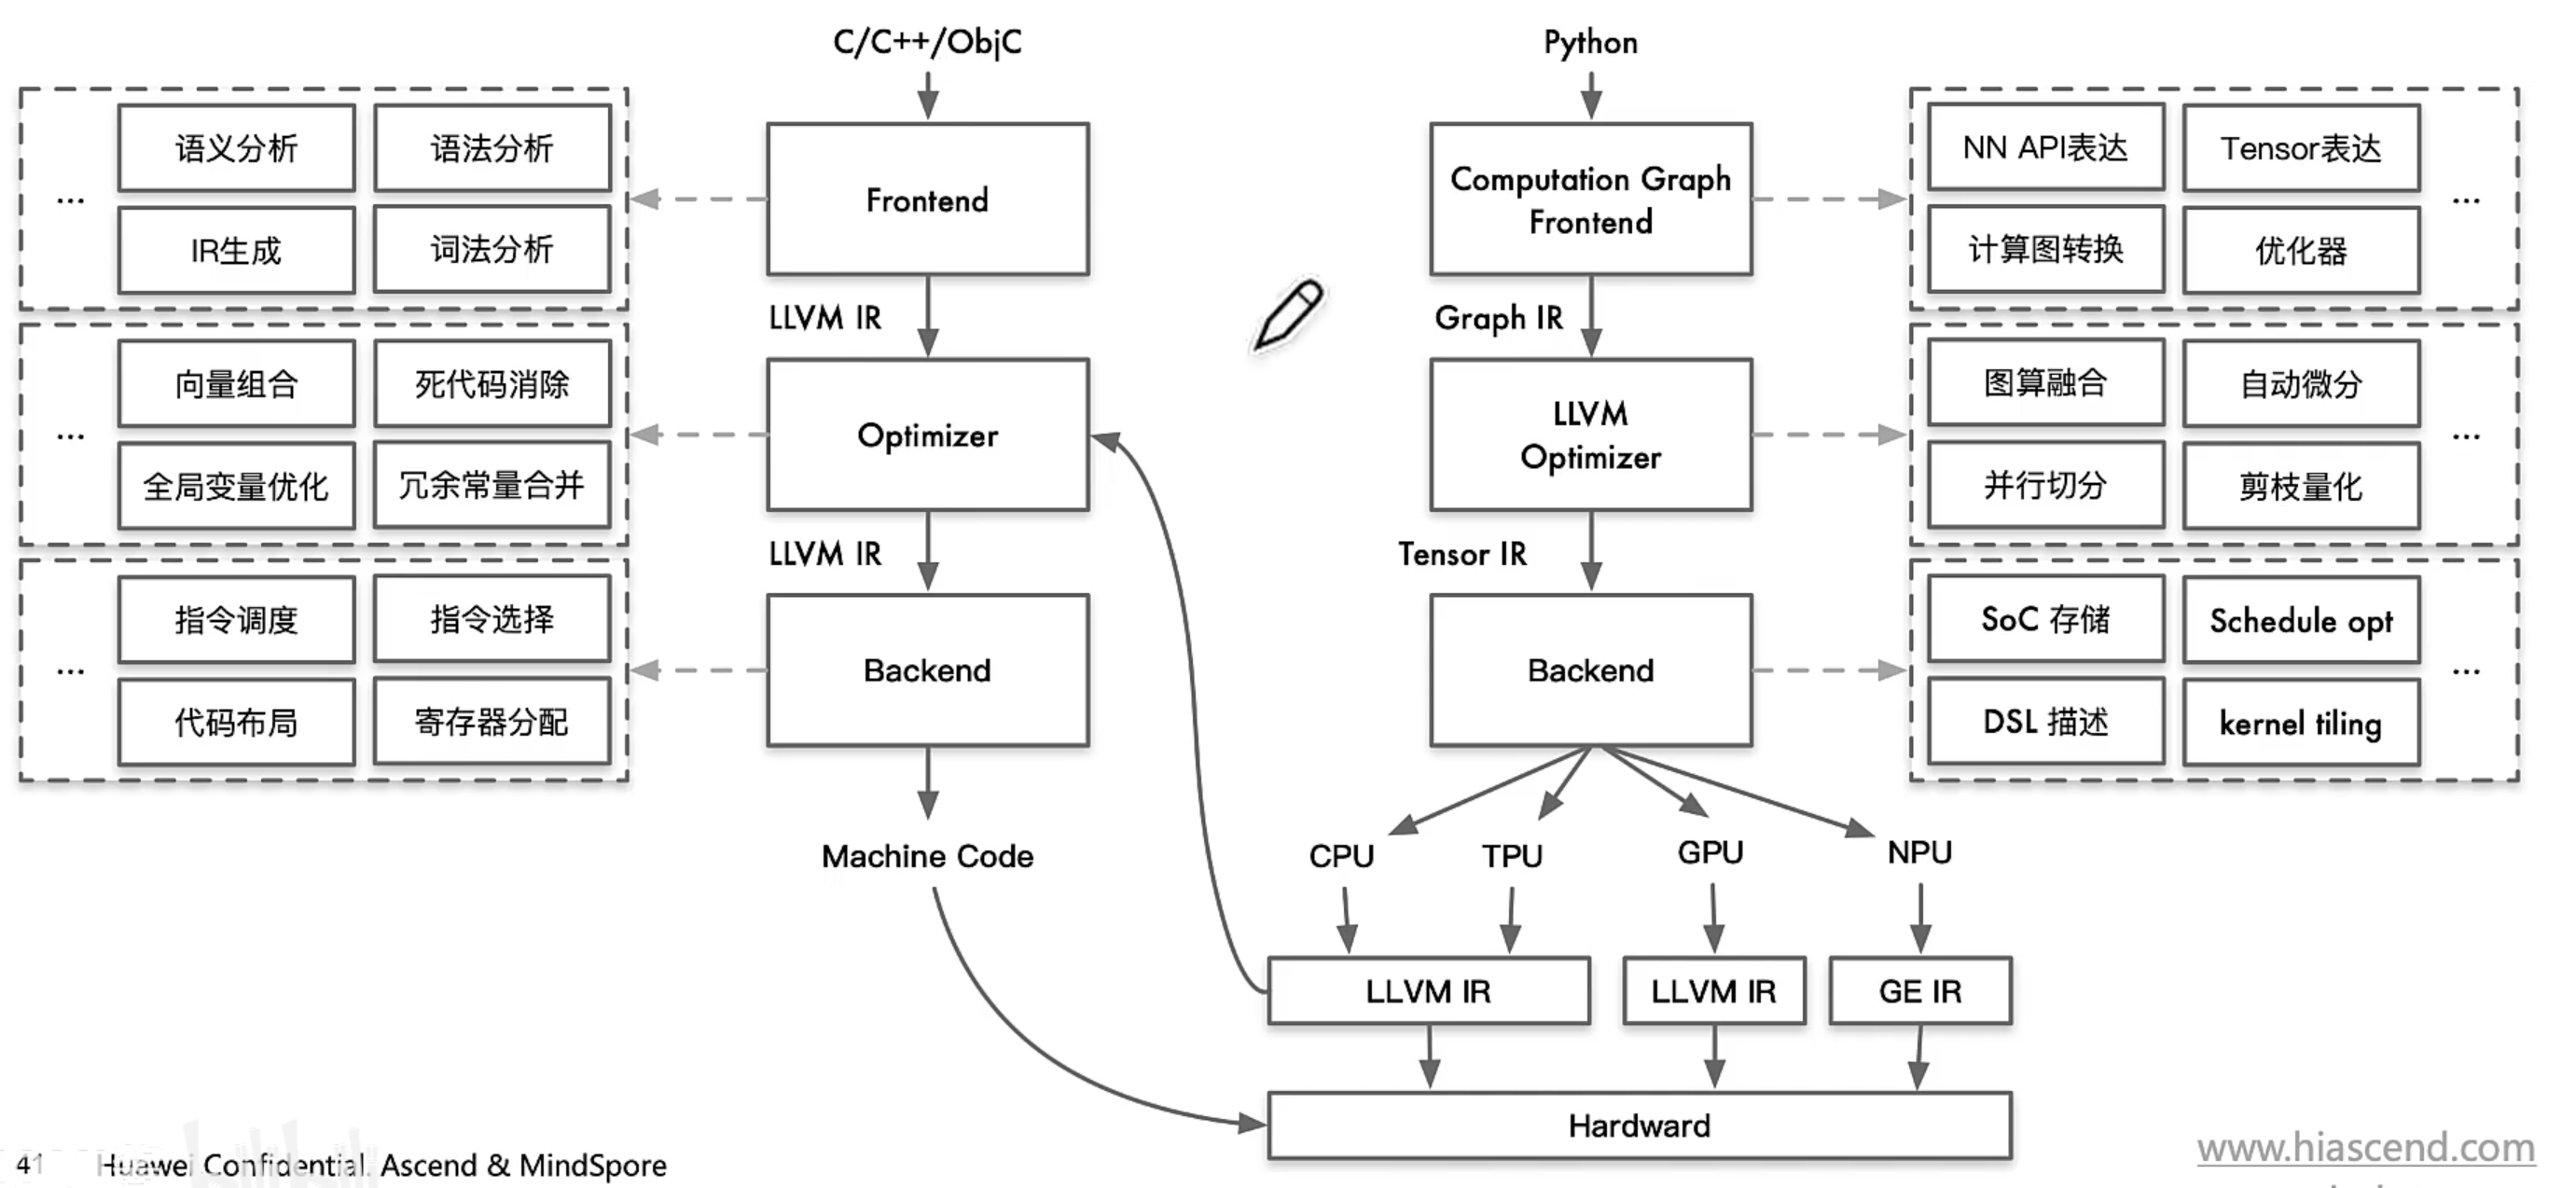 C/C++/ObjC
Python
...
语义分析
语法分析
IR生成
词法分析
Frontend
Computation Graph
Frontend
NN API表达
Tensor表达
计算图转换
优化器
...
LLVM IR
Graph IR
...
向量组合
死代码消除
全局变量优化
冗余常量合并
Optimizer
LLVM
Optimizer
图算融合
自动微分
并行切分
剪枝量化
...
LLVM IR
Tensor IR
...
指令调度
指令选择
代码布局
寄存器分配
Backend
Backend
SoC 存储
Schedule opt
DSL 描述
kernel tiling
...
Machine Code
CPU
TPU
GPU
NPU
LLVM IR
LLVM IR
GE IR
Hardward
41
Huawei Confidential. Ascend & MindSpore
www.hiascend.com